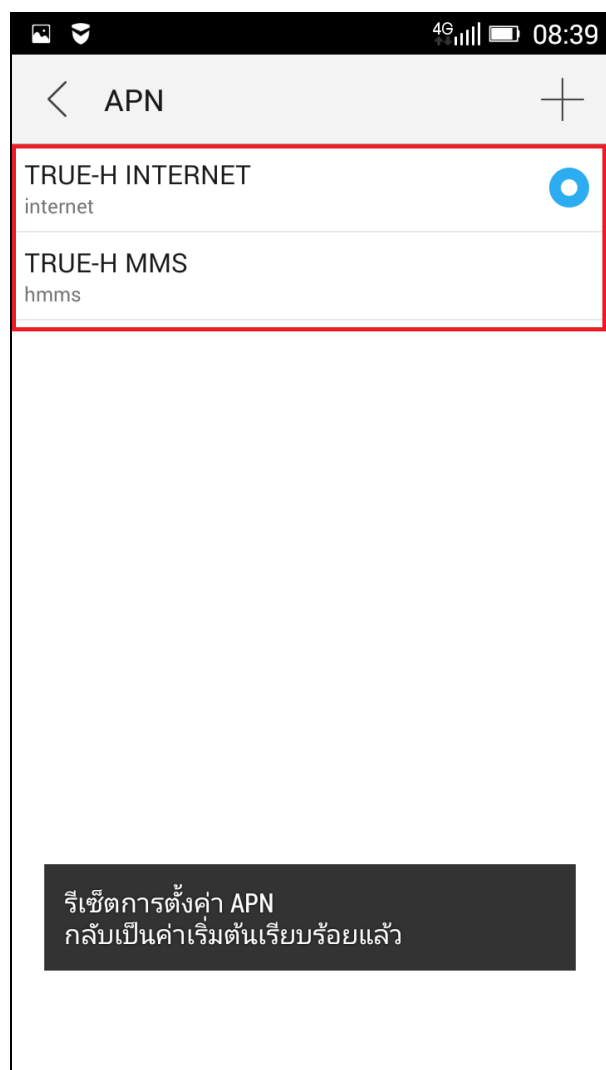 4G 08:39
APN
TRUE-H INTERNET
internet
TRUE-H MMS
hmms
รีเซ็ตการตั้งค่า APN
กลับเป็นค่าเริ่มต้นเรียบร้อยแล้ว